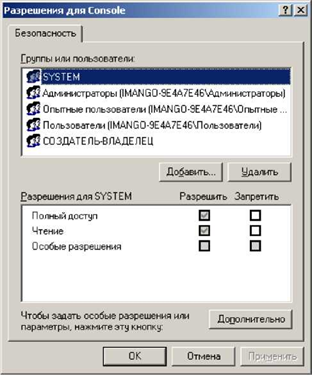 Разрешения для Console
Безопасность
Группы или пользователи:
SYSTEM
Администраторы (IMANGO-9E4A7E46\Администраторы)
Опытные пользователи (IMANGO-9E4A7E46\Опытные ...
Пользователи (IMANGO-9E4A7E46\Пользователи)
СОЗДАТЕЛЬ-ВЛАДЕЛЕЦ
Добавить... Удалить
Разрешения для SYSTEM Разрешить Запретить
Полный доступ
Чтение
Особые разрешения
Чтобы задать особые разрешения или
параметры, нажмите эту кнопку: Дополнительно
OK Отмена Применить